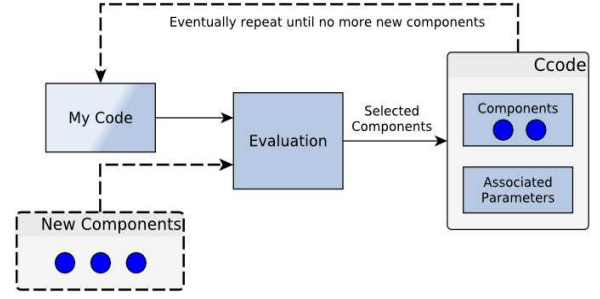 Eventually repeat until no more new components
Ccode
My Code
Evaluation
Selected
Components
Components
Associated
Parameters
New Components